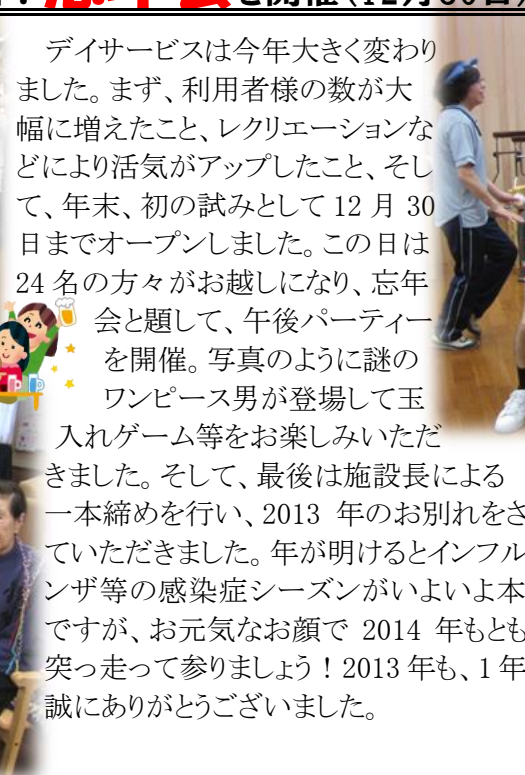 忘年会を開催(12月30日)
デイサービスは今年大きく変わり
ました。まず、利用者様の数が大
幅に増えたこと、レクリエーションな
どにより活気がアップしたこと、そし
て、年末、初の試みとして 12 月 30
日までオープンしました。この日は
24 名の方々がお越しになり、忘年
会と題して、午後パーティー
を開催。写真のように謎の
ワンピース男が登場して玉
入れゲーム等をお楽しみいただ
きました。そして、最後は施設長による
一本締めを行い、2013 年のお別れをさ
ていただきました。年が明けるとインフル
ンザ等の感染症シーズンがいよいよ本
ですが、お元気なお顔で 2014 年もとも
突っ走って参りましょう！2013 年も、1 年
誠にありがとうございました。